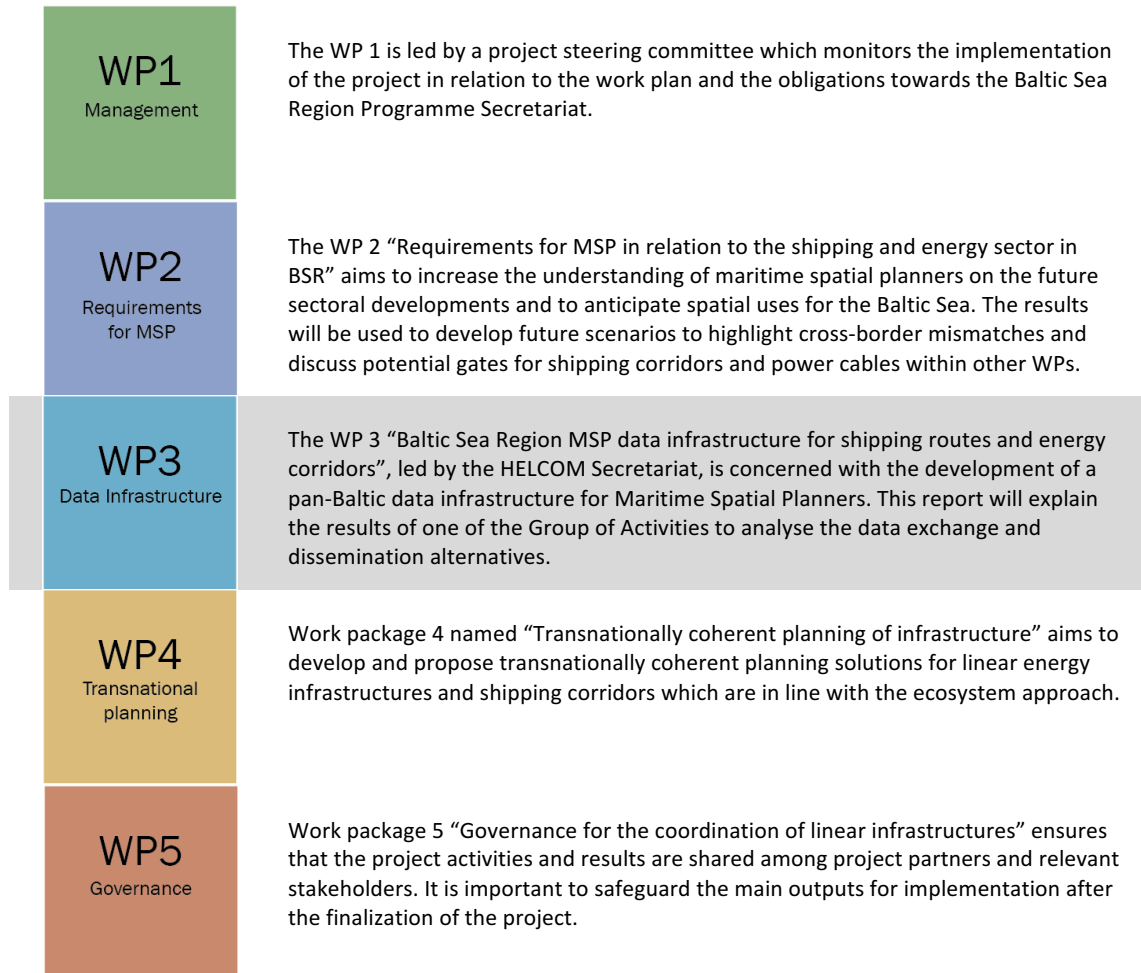 WP1
Management
The WP 1 is led by a project steering committee which monitors the implementation
of the project in relation to the work plan and the obligations towards the Baltic Sea
Region Programme Secretariat.
WP2
Requirements
for MSP
The WP 2 “Requirements for MSP in relation to the shipping and energy sector in
BSR” aims to increase the understanding of maritime spatial planners on the future
sectoral developments and to anticipate spatial uses for the Baltic Sea. The results
will be used to develop future scenarios to highlight cross-border mismatches and
discuss potential gates for shipping corridors and power cables within other WPs.
WP3
Data Infrastructure
The WP 3 “Baltic Sea Region MSP data infrastructure for shipping routes and energy
corridors”, led by the HELCOM Secretariat, is concerned with the development of a
pan-Baltic data infrastructure for Maritime Spatial Planners. This report will explain
the results of one of the Group of Activities to analyse the data exchange and
dissemination alternatives.
WP4
Transnational
planning
Work package 4 named “Transnationally coherent planning of infrastructure” aims to
develop and propose transnationally coherent planning solutions for linear energy
infrastructures and shipping corridors which are in line with the ecosystem approach.
WP5
Governance
Work package 5 “Governance for the coordination of linear infrastructures” ensures
that the project activities and results are shared among project partners and relevant
stakeholders. It is important to safeguard the main outputs for implementation after
the finalization of the project.